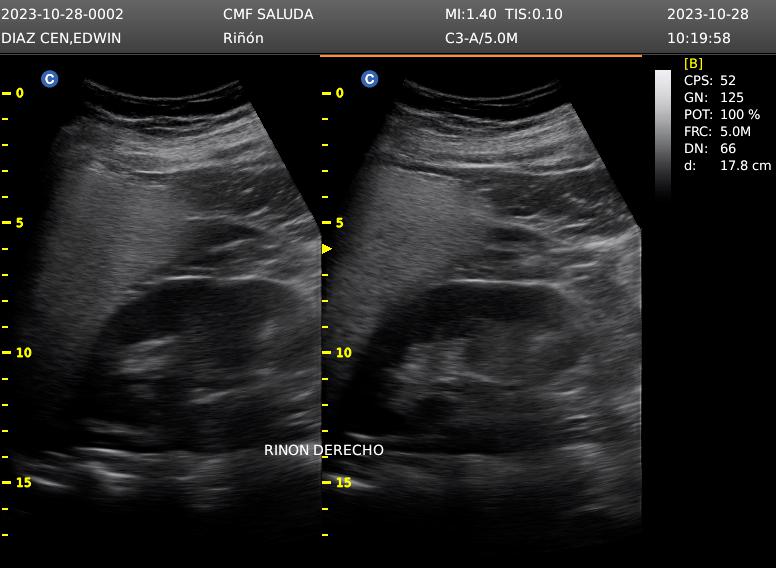 2023-10-28-0002 CMF SALUDA MI:1.40 TIS:0.10 2023-10-28
DIAZ CEN,EDWIN Riñón C3-A/5.0M 10:19:58
C C
[B]
CPS: 52
GN: 125
POT: 100 %
FRC: 5.0M
DN: 66
d: 17.8 cm
0 0
5 5
10 10
RINON DERECHO
15 15